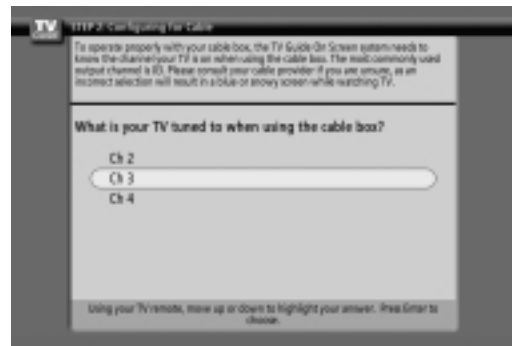 TV
STEP 2: Configuring for Cable
To operate properly with your cable box, the TV Guide On Screen system needs to
know the channel your TV is on when using the cable box. The most commonly used
output channel is Please consult your cable provider if you are unsure, as an
incorrect selection will result in a blue or snowy screen while watching TV.
What is your TV tuned to when using the cable box?
Ch 2
Ch 3
Ch 4
Using your TV remote, move up or down to highlight your answer. Press Enter to
choose.